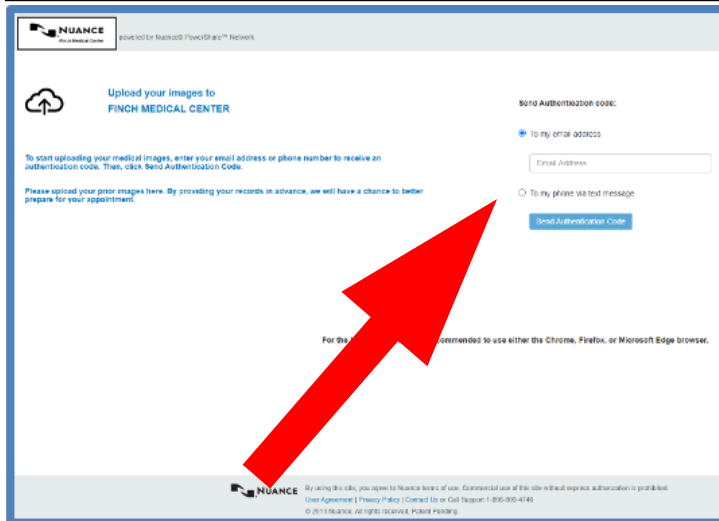 NUANCE
Finch Medical Center
powered by Nuance® PowerShare™ Network
Upload your images to
FINCH MEDICAL CENTER
To start uploading your medical images, enter your email address or phone number to receive an
authentication code. Then, click Send Authentication Code.
Please upload your prior images here. By providing your records in advance, we will have a chance to better
prepare for your appointment.
Send Authentication code:
To my email address
Email Address
To my phone via text message
Send Authentication Code
For the
commended to use either the Chrome, Firefox, or Microsoft Edge browser.
NUANCE
By using this site, you agree to Nuance terms of use. Commercial use of this site without express authorization is prohibited.
User Agreement | Privacy Policy | Contact Us or Call Support
Nuance, All rights reserved, Patent Pending